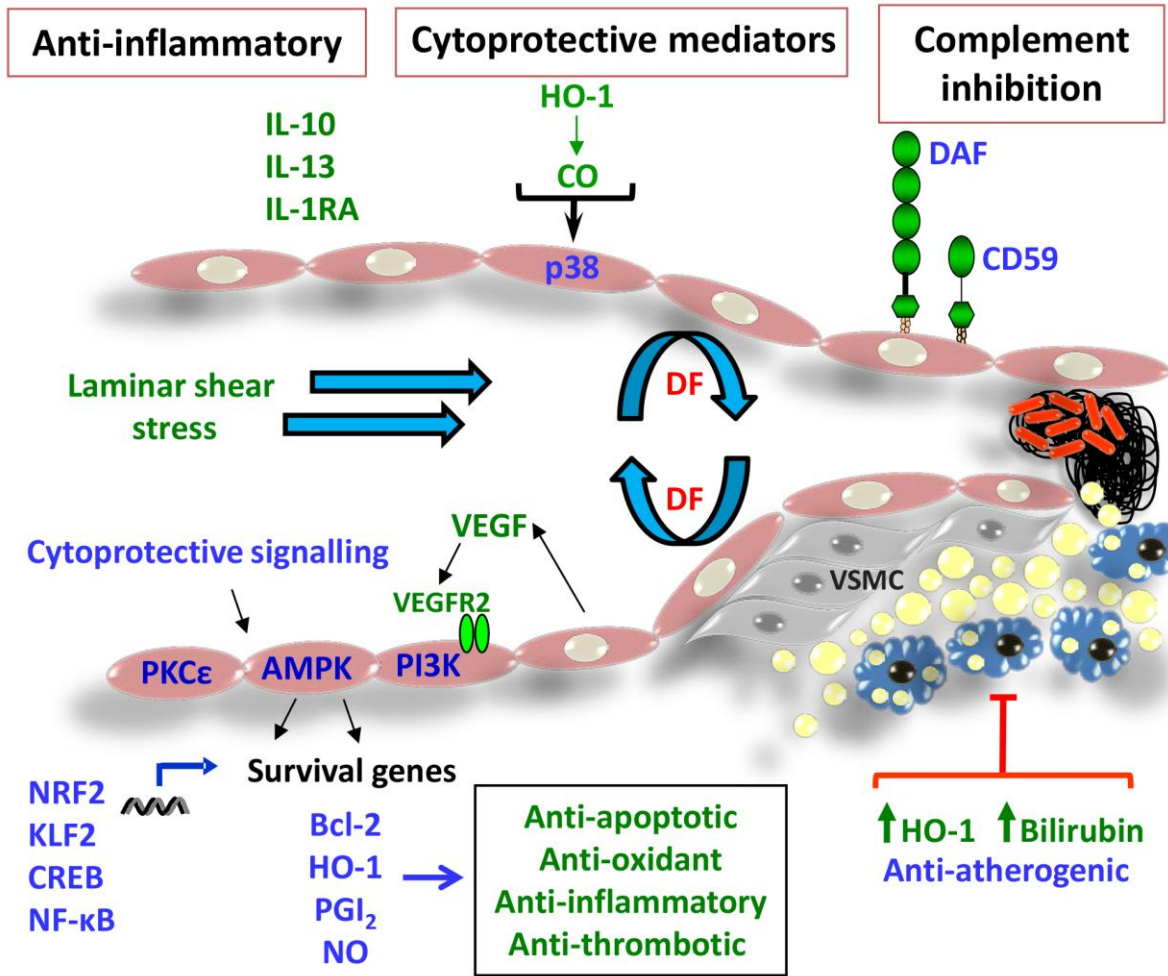 Anti-inflammatory
Cytoprotective mediators
Complement
inhibition
IL-10
IL-13
IL-1RA
HO-1
CO
p38
DAF
CD59
Laminar shear
stress
DF
DF
Cytoprotective signalling
VEGF
VEGFR2
VSMC
PKCε
AMPK
PI3K
Survival genes
NRF2
KLF2
CREB
NF-κB
Bcl-2
HO-1
PGI₂
NO
Anti-apoptotic
Anti-oxidant
Anti-inflammatory
Anti-thrombotic
HO-1 Bilirubin
Anti-atherogenic